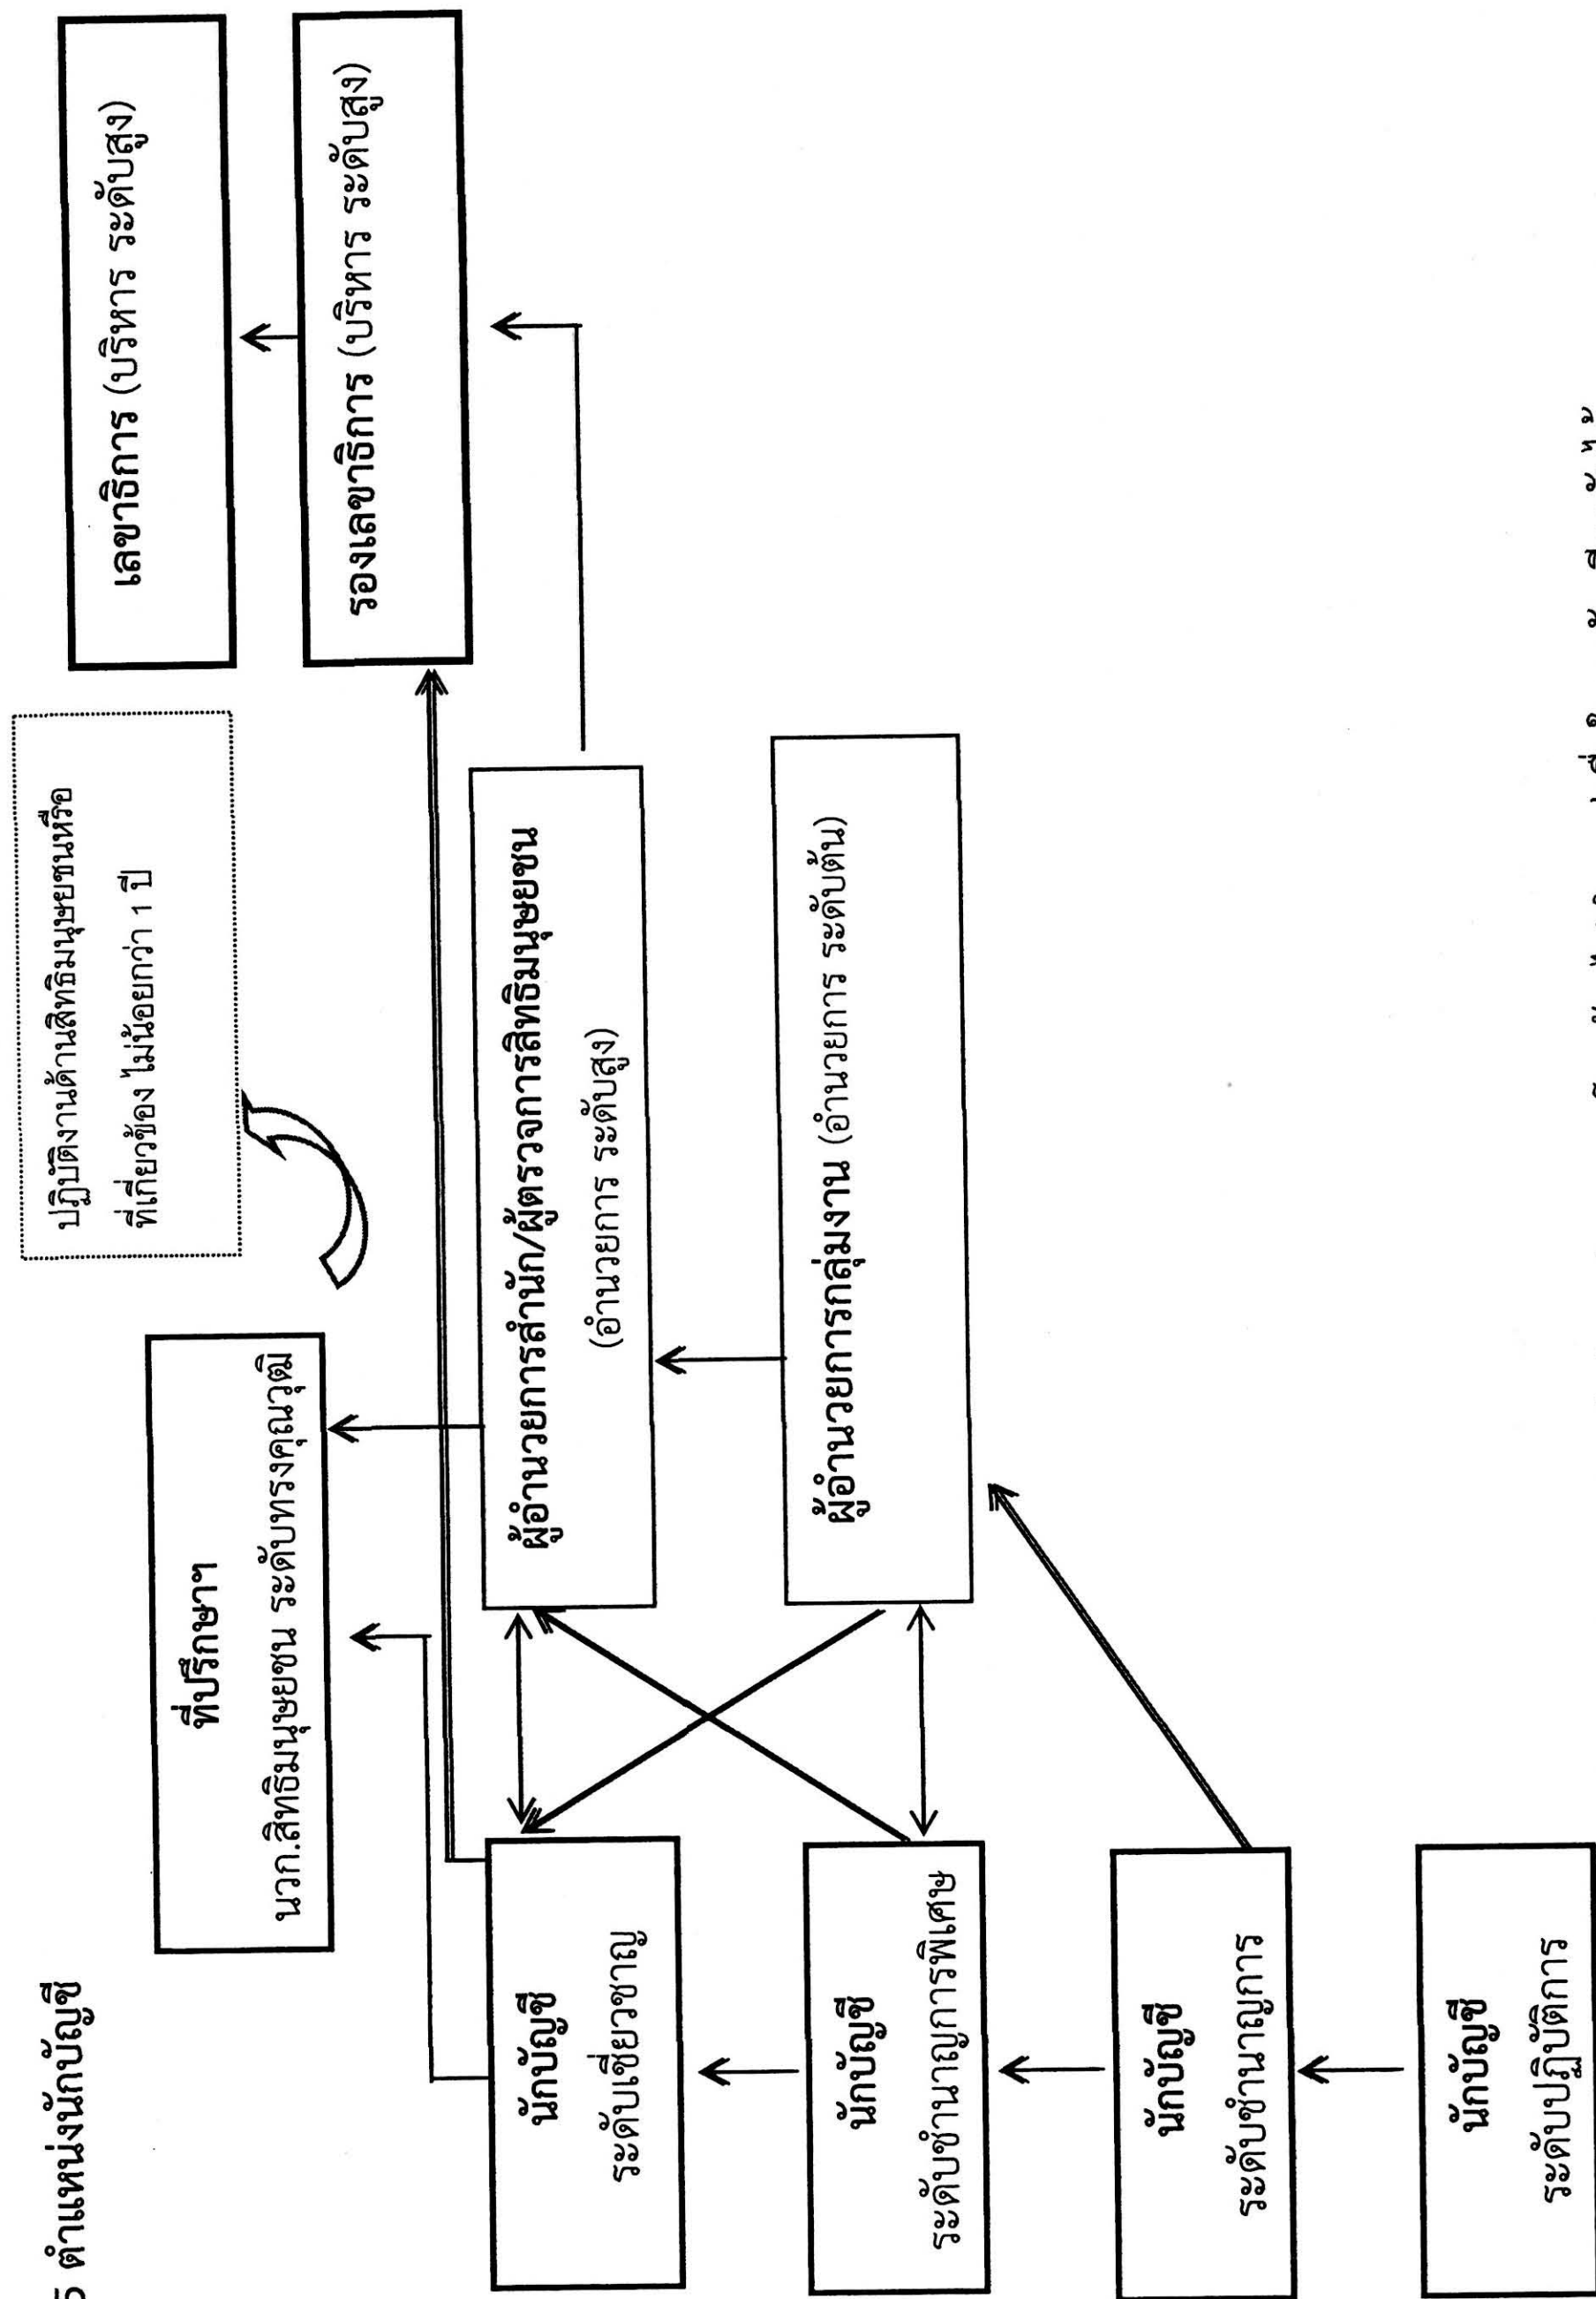 5 ตำแหน่งนักบัญชี
เลขาธิการ (บริหาร ระดับสูง)
รองเลขาธิการ (บริหาร ระดับสูง)
ปฏิบัติงานด้านสิทธิมนุษยชนหรือ
ที่เกี่ยวข้อง ไม่น้อยกว่า 1 ปี
ที่ปรึกษาฯ
นวก.สิทธิมนุษยชน ระดับทรงคุณวุฒิ
ผู้อำนวยการสำนัก/ผู้ตรวจการสิทธิมนุษยชน
(อำนวยการ ระดับสูง)
ผู้อำนวยการกลุ่มงาน (อำนวยการ ระดับต้น)
นักบัญชี
ระดับเชี่ยวชาญ
นักบัญชี
ระดับชำนาญการพิเศษ
นักบัญชี
ระดับชำนาญการ
นักบัญชี
ระดับปฏิบัติการ